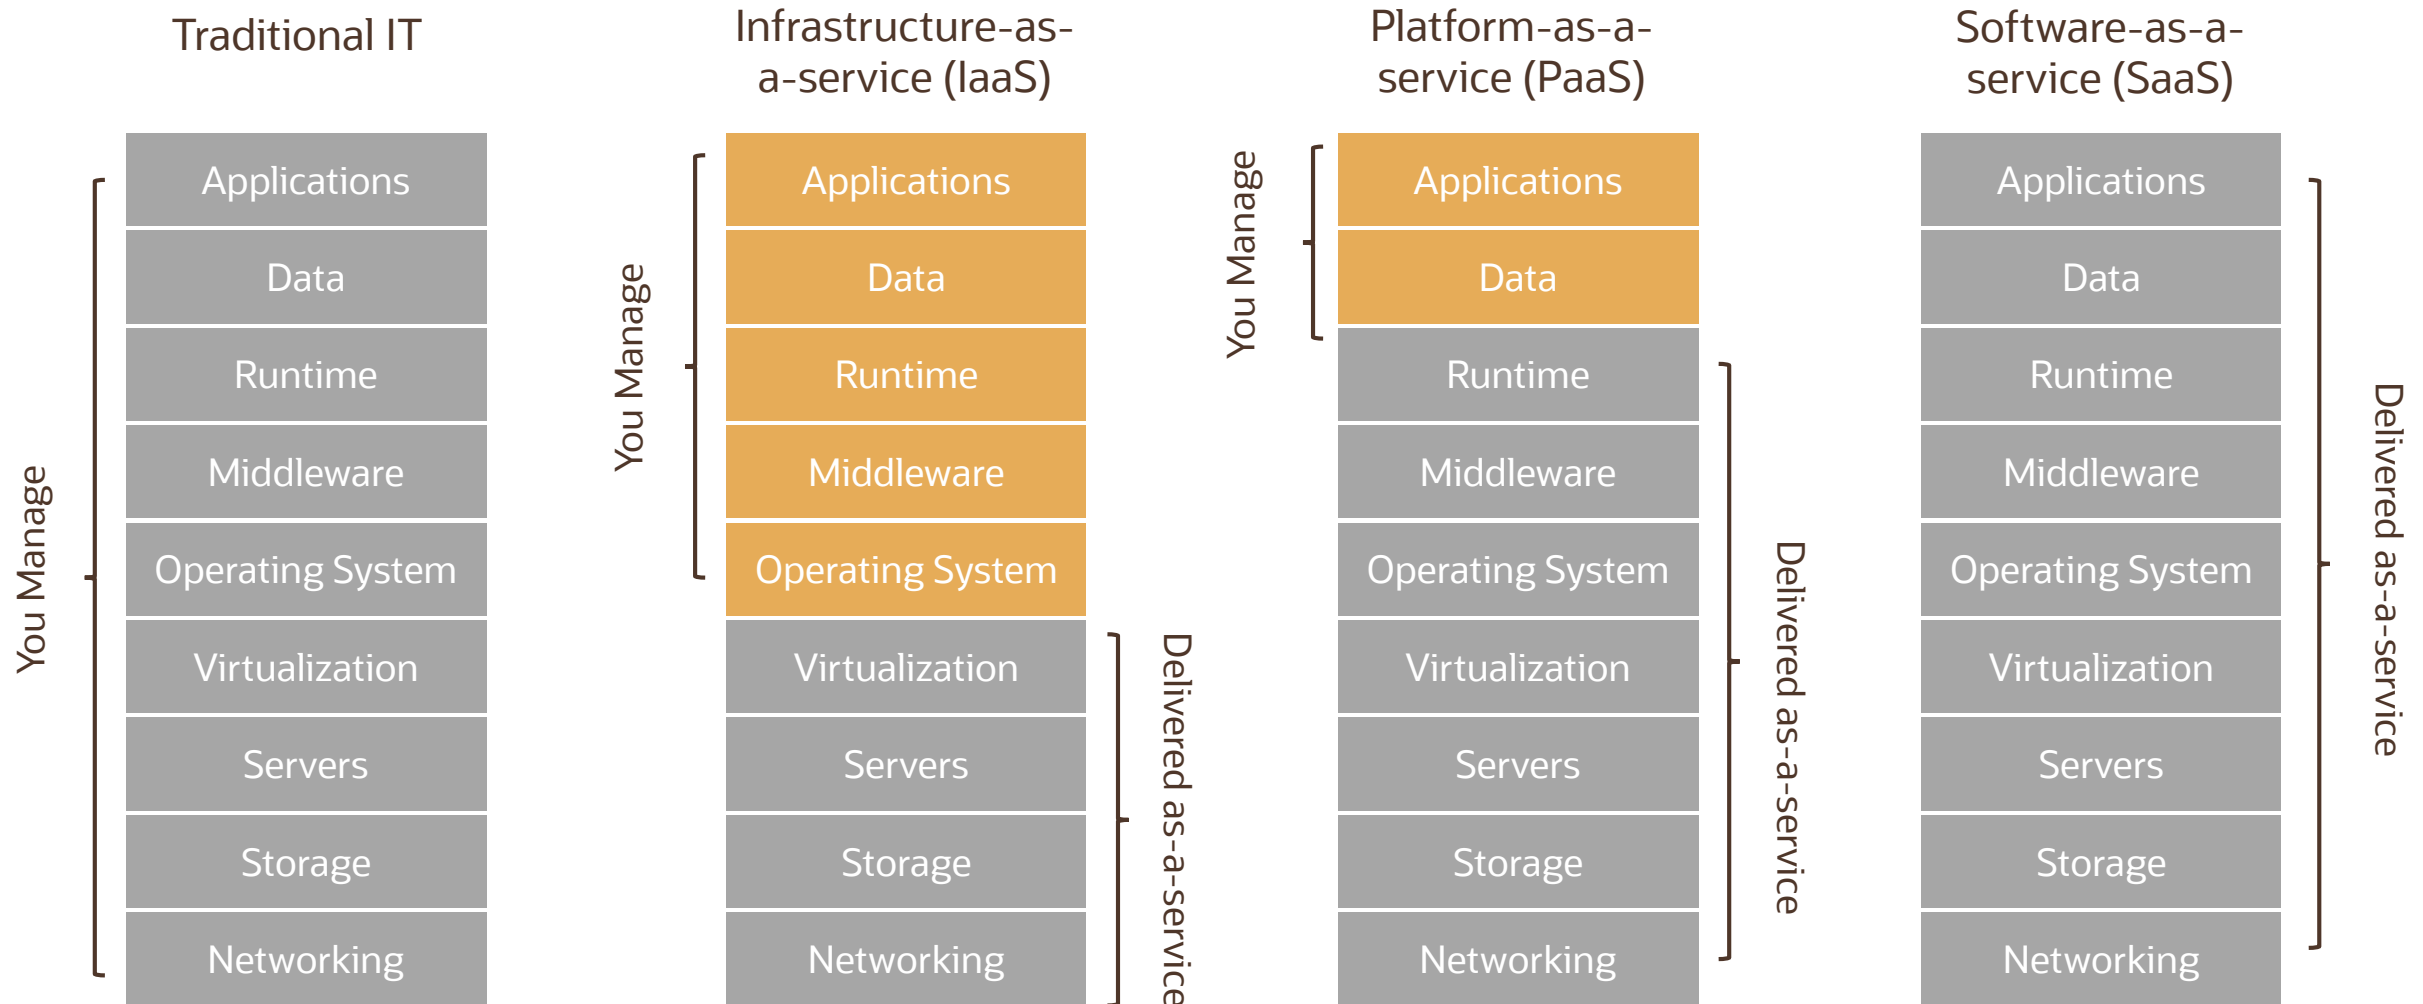 Traditional IT
You Manage
Applications
Data
Runtime
Middleware
Operating System
Virtualization
Servers
Storage
Networking
Infrastructure-as-
a-service (IaaS)
You Manage
Applications
Data
Runtime
Middleware
Operating System
Virtualization
Servers
Storage
Networking
Delivered as-a-service
Platform-as-a-
service (PaaS)
You Manage
Applications
Data
Runtime
Middleware
Operating System
Virtualization
Servers
Storage
Networking
Delivered as-a-service
Software-as-a-
service (SaaS)
Applications
Data
Runtime
Middleware
Operating System
Virtualization
Servers
Storage
Networking
Delivered as-a-service